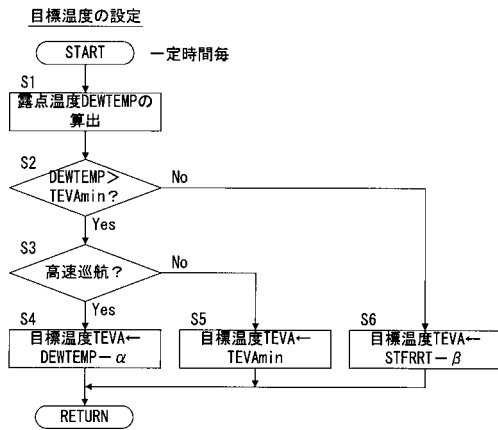 目標温度の設定
START
一定時間毎
S1
露点温度DEWTEMPの
算出
S2
DEWTEMP>
TEVAmin?
No
Yes
S3
高速巡航?
No
Yes
S4
目標温度TEVA←
DEWTEMP-α
S5
目標温度TEVA←
TEVAmin
S6
目標温度TEVA←
STFRRT-β
RETURN